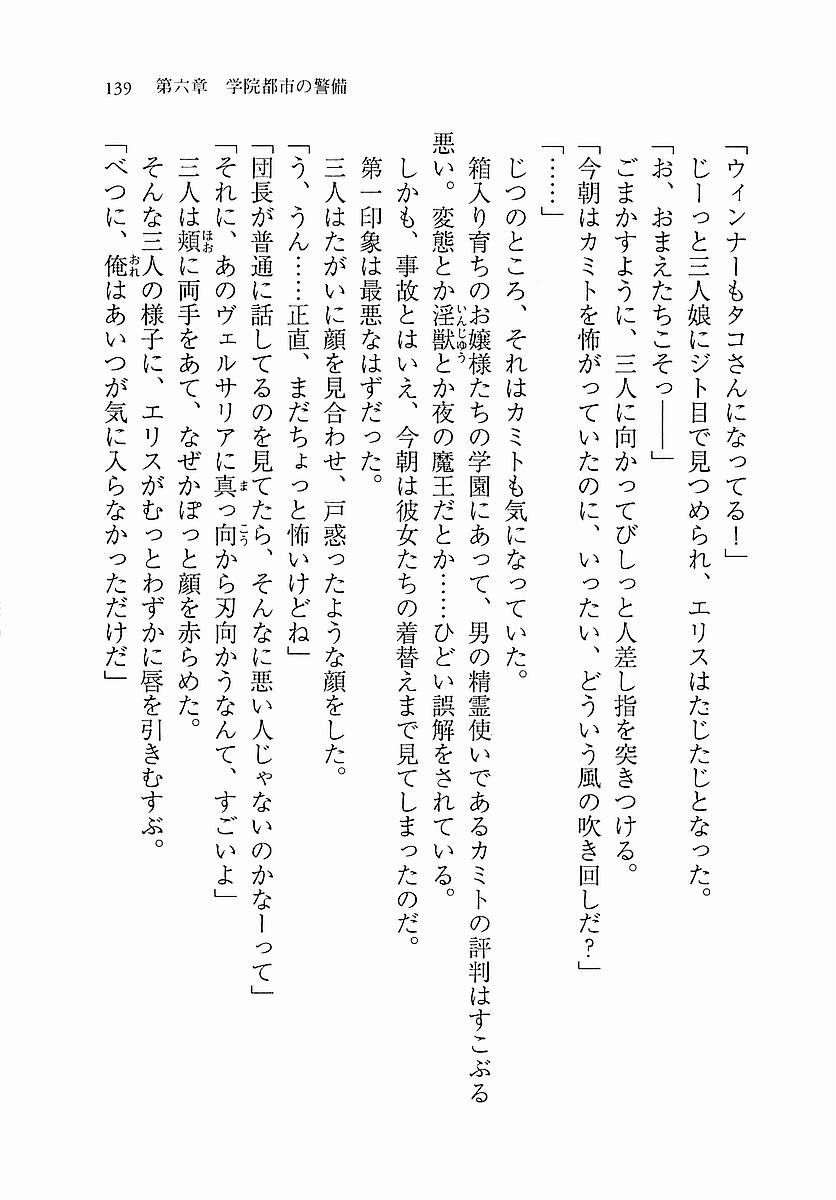 139　第六章　学院都市の警備
「ウィンナーもタコさんになってる！」
じーっと三人娘にジト目で見つめられ、エリスはたじたじとなった。
「お、おまえたちこそっ――」
ごまかすように、三人に向かってびしっと人差し指を突きつける。
「今朝はカミトを怖がっていたのに、いったい、どういう風の吹き回しだ？」
「……」
じつのところ、それはカミトも気になっていた。
箱入り育ちのお嬢様たちの学園にあって、男の精霊使いであるカミトの評判はすこぶる
悪い。変態とか淫獣とか夜の魔王だとか……ひどい誤解をされている。
しかも、事故とはいえ、今朝は彼女たちの着替えまで見てしまったのだ。
第一印象は最悪なはずだった。
三人はたがいに顔を見合わせ、戸惑ったような顔をした。
「う、うん……正直、まだちょっと怖いけどね」
「団長が普通に話してるのを見てたら、そんなに悪い人じゃないのかなーって」
「それに、あのヴェルサリアに真っ向から刃向かうなんて、すごいよ」
三人は頬に両手をあて、なぜかぽっと顔を赤らめた。
そんな三人の様子に、エリスがむっとわずかに唇を引きむすぶ。
「べつに、俺はあいつが気に入らなかっただけだ」